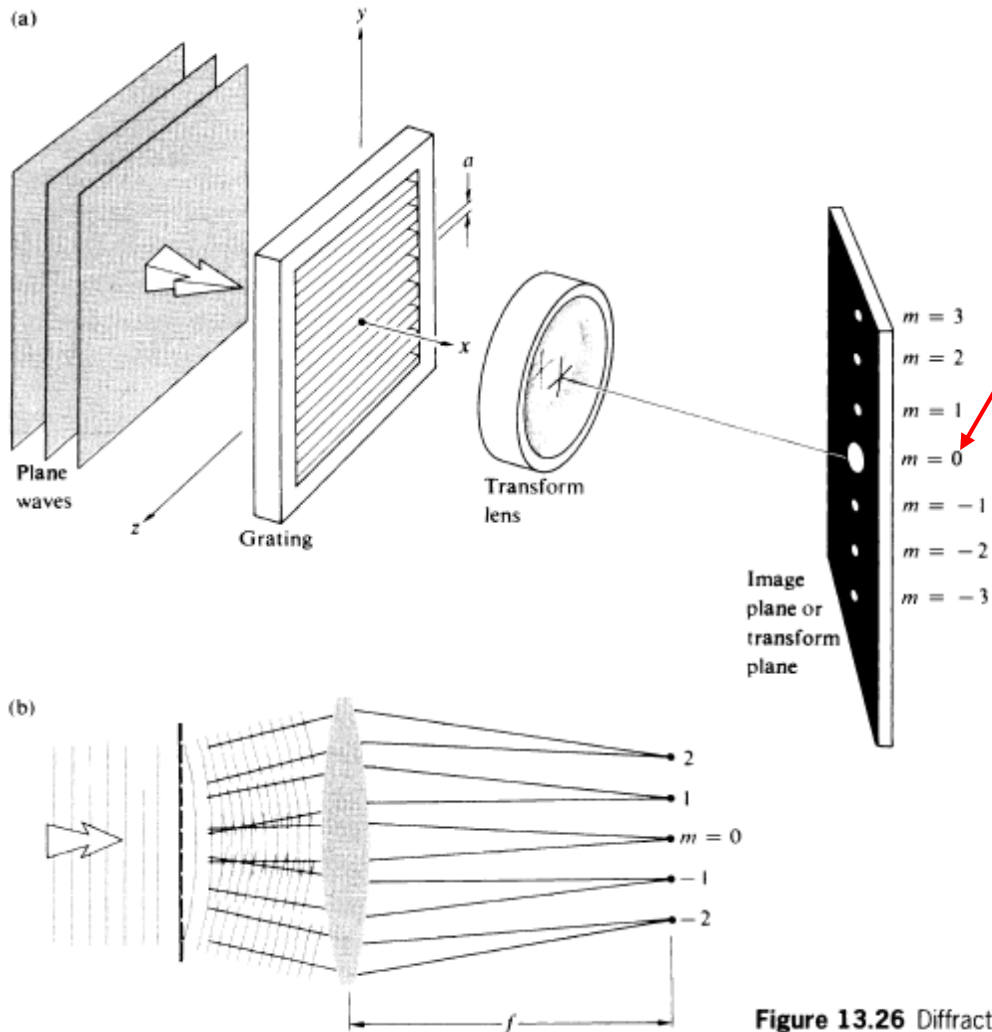 (a)
y
a
x
z
Plane
waves
Grating
Transform
lens
m = 3
m = 2
m = 1
m = 0
m = −1
m = −2
m = −3
Image
plane or
transform
plane
(b)
2
1
m = 0
−1
−2
f
Figure 13.26 Diffract